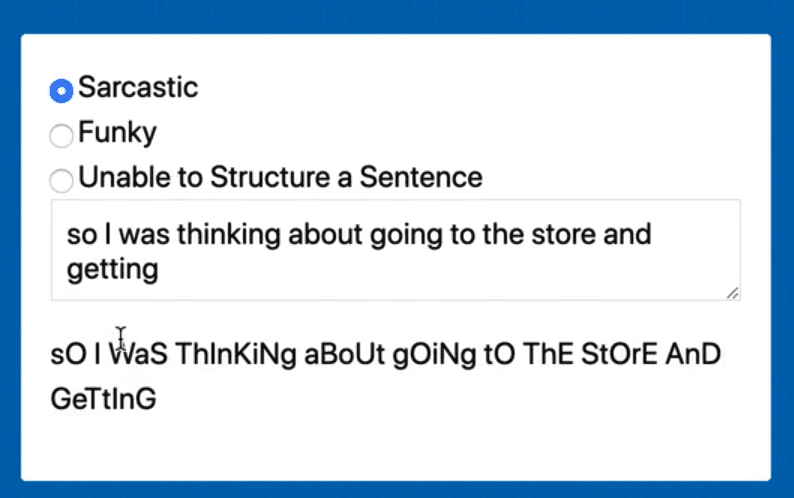 Sarcastic
Funky
Unable to Structure a Sentence
so I was thinking about going to the store and
getting
sO I WaS ThInKiNg aBoUt gOiNg tO ThE StOrE AnD
GeTtInG